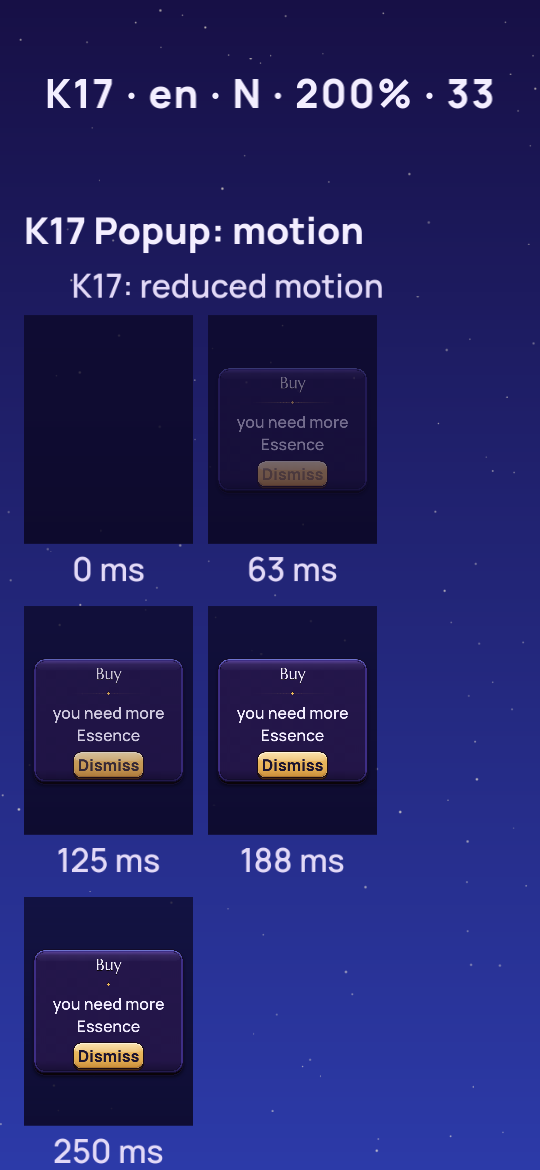 K17 · en · N · 200% · 33
K17 Popup: motion
K17: reduced motion
Buy
you need more
Essence
Dismiss
0 ms
63 ms
Buy
you need more
Essence
Dismiss
125 ms
Buy
you need more
Essence
Dismiss
188 ms
Buy
you need more
Essence
Dismiss
250 ms